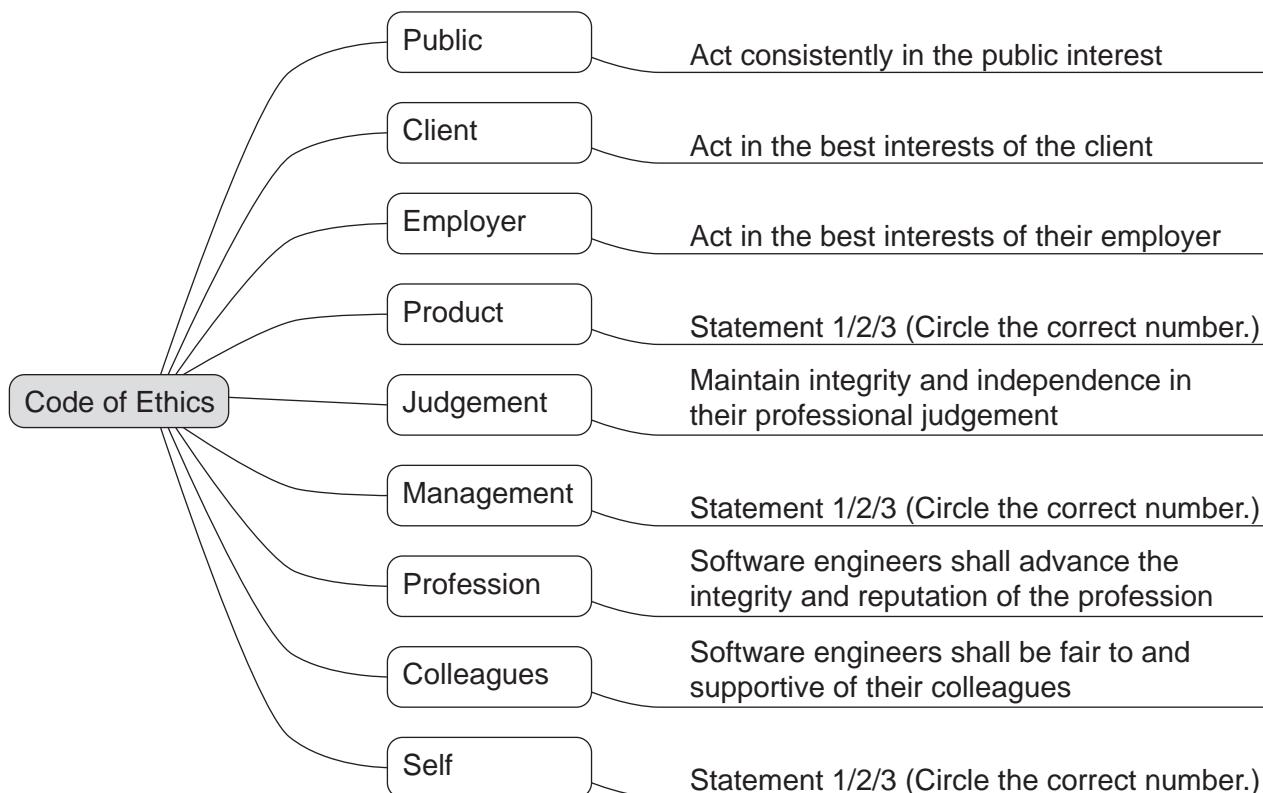 Public
Act consistently in the public interest
Client
Act in the best interests of the client
Employer
Act in the best interests of their employer
Product
Statement 1/2/3 (Circle the correct number.)
Code of Ethics
Judgement
Maintain integrity and independence in
their professional judgement
Management
Statement 1/2/3 (Circle the correct number.)
Profession
Software engineers shall advance the
integrity and reputation of the profession
Colleagues
Software engineers shall be fair to and
supportive of their colleagues
Self
Statement 1/2/3 (Circle the correct number.)